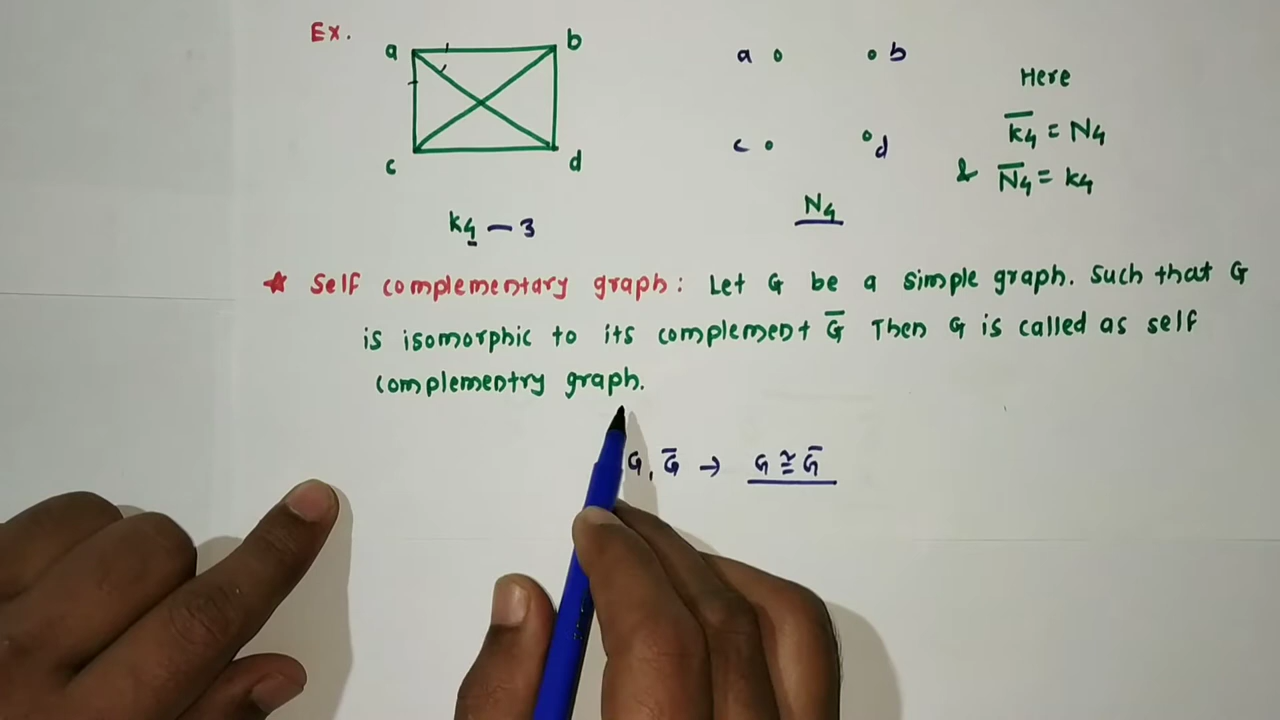 Ex.
a b
c d
K4 - 3
a b
c d
N4
Here
K̅4 = N4
& N̅4 = K4
★ Self complementary graph: Let G be a simple graph. Such that G
is isomorphic to its complement G̅ Then G is called as self
complementry graph.
G, G̅ → G ≅ G̅